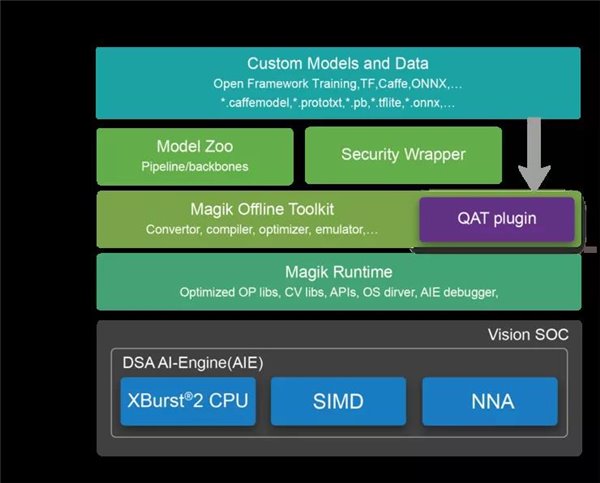 Custom Models and Data
Open Framework Training,TF,Caffe,ONNX,...
*.caffemodel,*.prototxt,*.pb,*.tflite,*.onnx,...
Model Zoo
Pipeline/backbones
Security Wrapper
Magik Offline Toolkit
Convertor, compiler, optimizer, emulator,...
QAT plugin
Magik Runtime
Optimized OP libs, CV libs, APIs, OS dirver, AIE debugger,
Vision SOC
DSA AI-Engine(AIE)
XBurst®2 CPU
SIMD
NNA